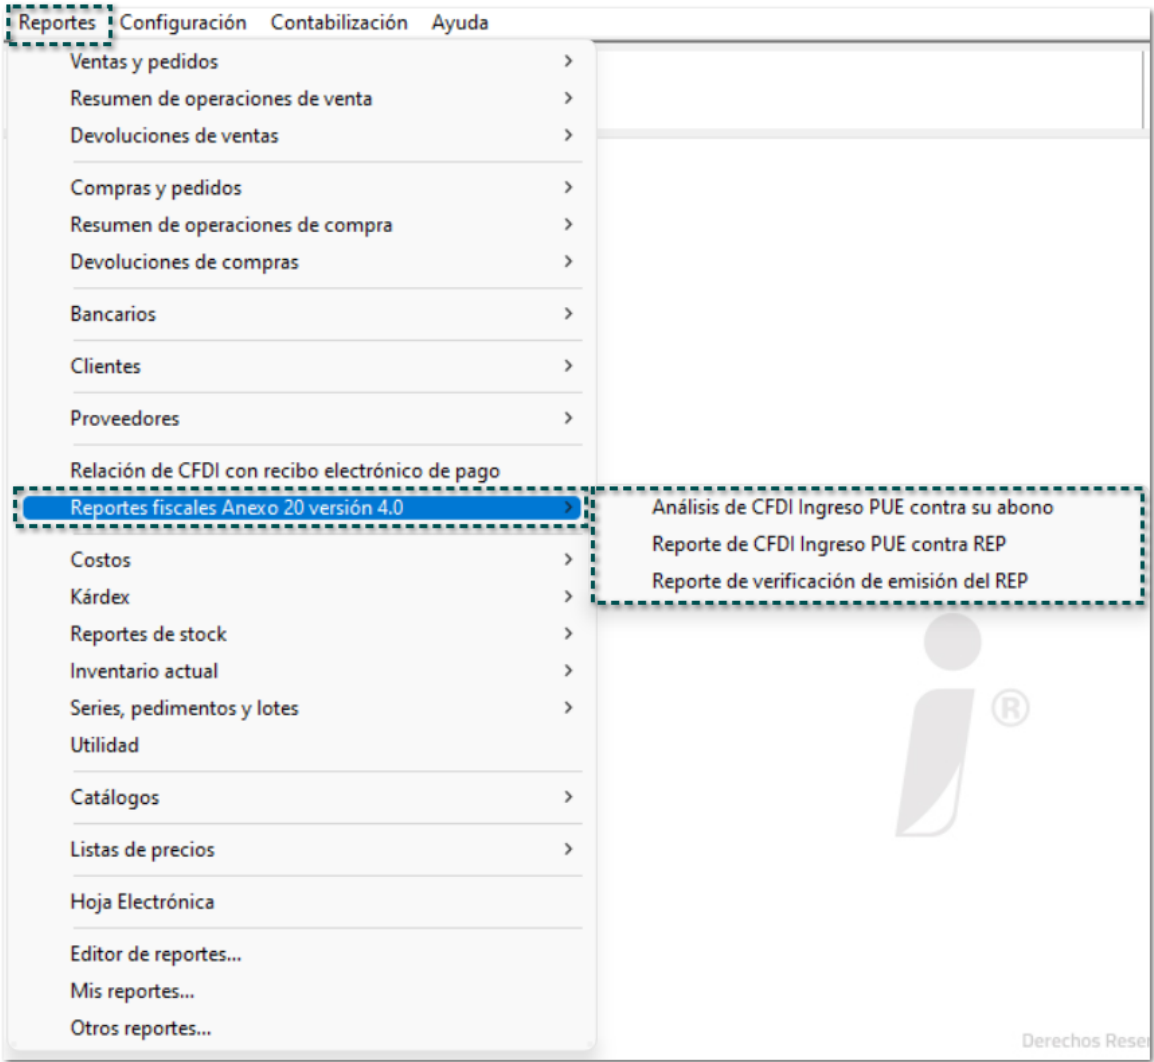 Reportes Configuración Contabilización Ayuda
Ventas y pedidos
Resumen de operaciones de venta
Devoluciones de ventas
Compras y pedidos
Resumen de operaciones de compra
Devoluciones de compras
Bancarios
Clientes
Proveedores
Relación de CFDI con recibo electrónico de pago
Reportes fiscales Anexo 20 versión 4.0
Análisis de CFDI Ingreso PUE contra su abono
Reporte de CFDI Ingreso PUE contra REP
Reporte de verificación de emisión del REP
Costos
Kárdex
Reportes de stock
Inventario actual
Series, pedimentos y lotes
Utilidad
Catálogos
Listas de precios
Hoja Electrónica
Editor de reportes...
Mis reportes...
Otros reportes...
i®
Derechos Reser